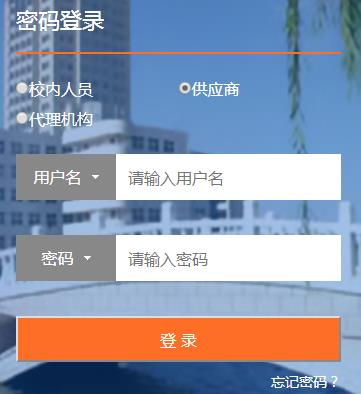 密码登录
校内人员 供应商
代理机构
用户名 请输入用户名
密码 请输入密码
登 录
忘记密码？